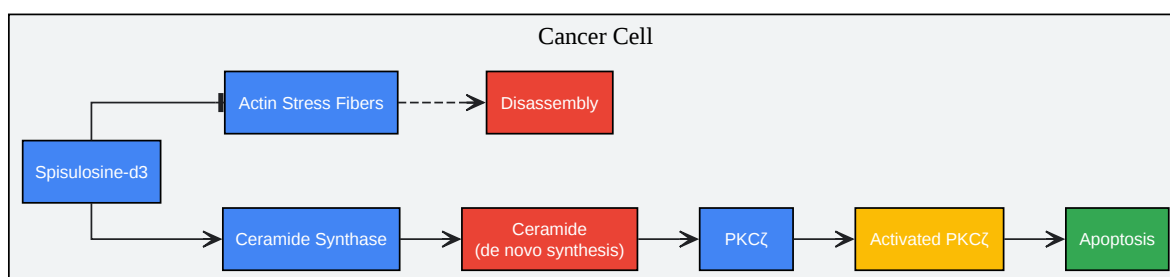 Cancer Cell
Actin Stress Fibers
Disassembly
Spisulosine-d3
Ceramide Synthase
Ceramide
(de novo synthesis)
PKCζ
Activated PKCζ
Apoptosis